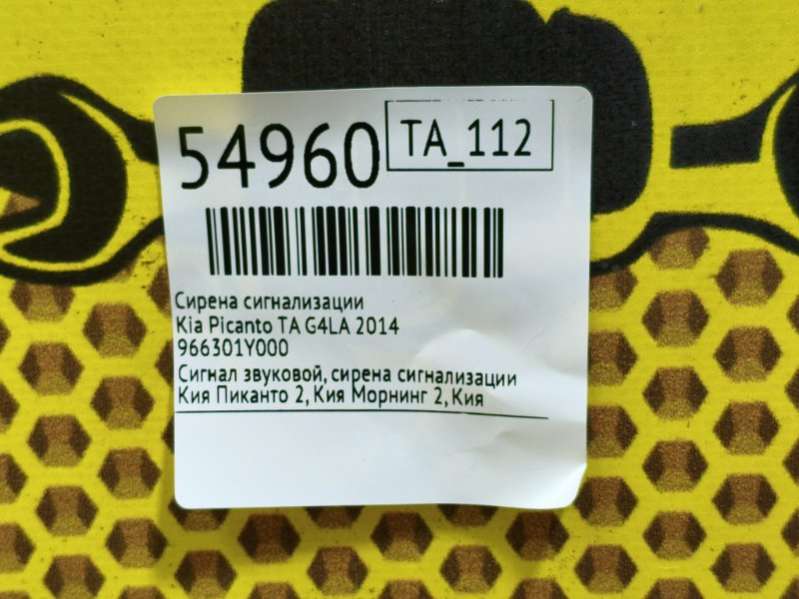 54960
TA_112
Сирена сигнализации
Kia Picanto TA G4LA 2014
966301Y000
Сигнал звуковой, сирена сигнализации
Кия Пиканто 2, Кия Морнинг 2, Кия